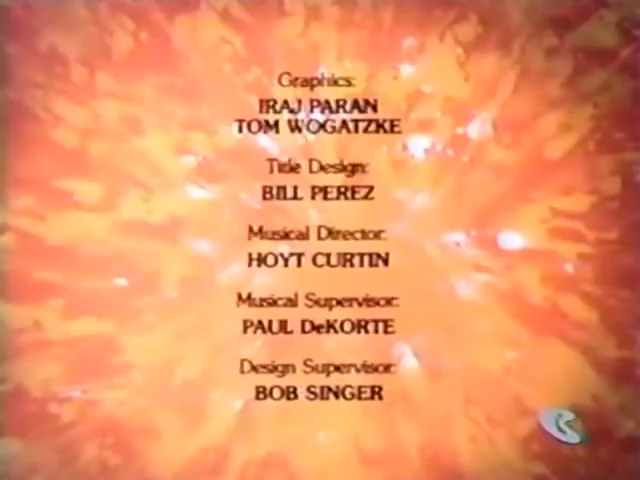 Graphics:
IRAJ PARAN
TOM WOGATZKE
Title Design:
BILL PEREZ
Musical Director:
HOYT CURTIN
Musical Supervisor:
PAUL DeKORTE
Design Supervisor:
BOB SINGER